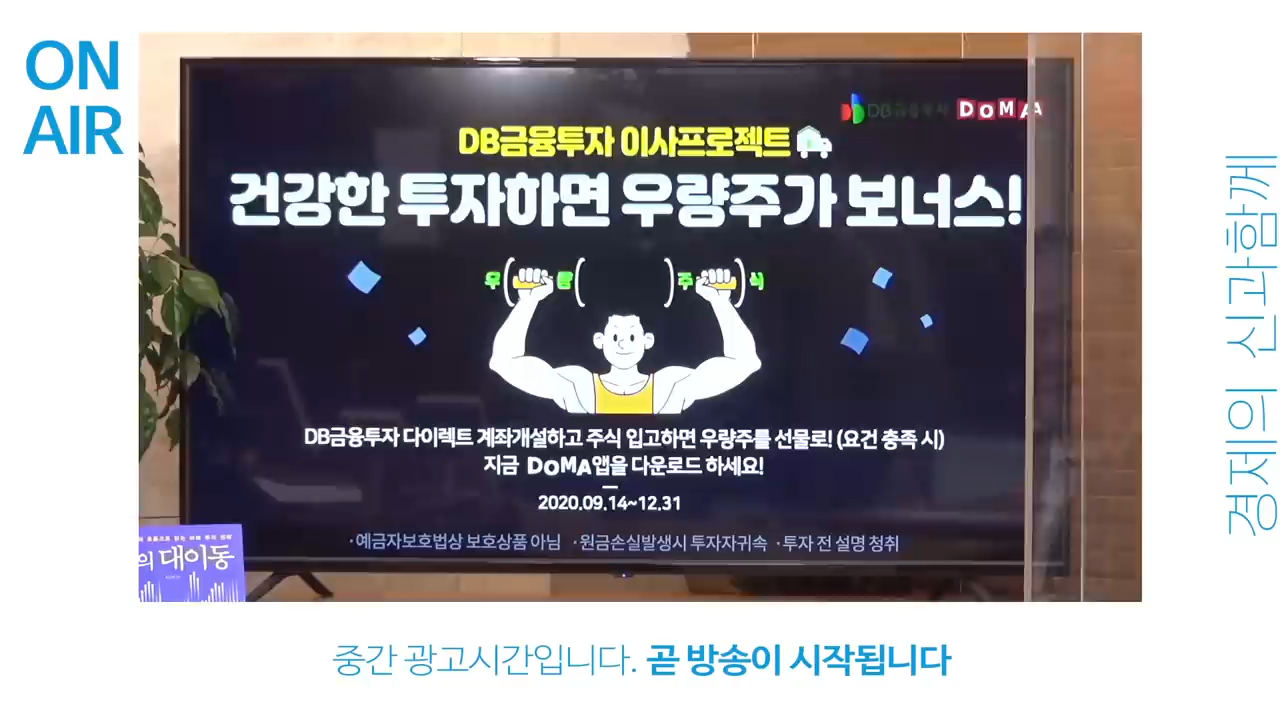 ON
AIR
DB금융투자 DOMA
DB금융투자 이사프로젝트
건강한 투자하면 우량주가 보너스!
우 량 주 식
DB금융투자 다이렉트 계좌개설하고 주식 입고하면 우량주를 선물로! (요건 충족 시)
지금 DOMA앱을 다운로드 하세요!
2020.09.14~12.31
·예금자보호법상 보호상품 아님 ·원금손실발생시 투자자귀속 ·투자 전 설명 청취
의 대이동
경제의 신과함께
중간 광고시간입니다. 곧 방송이 시작됩니다